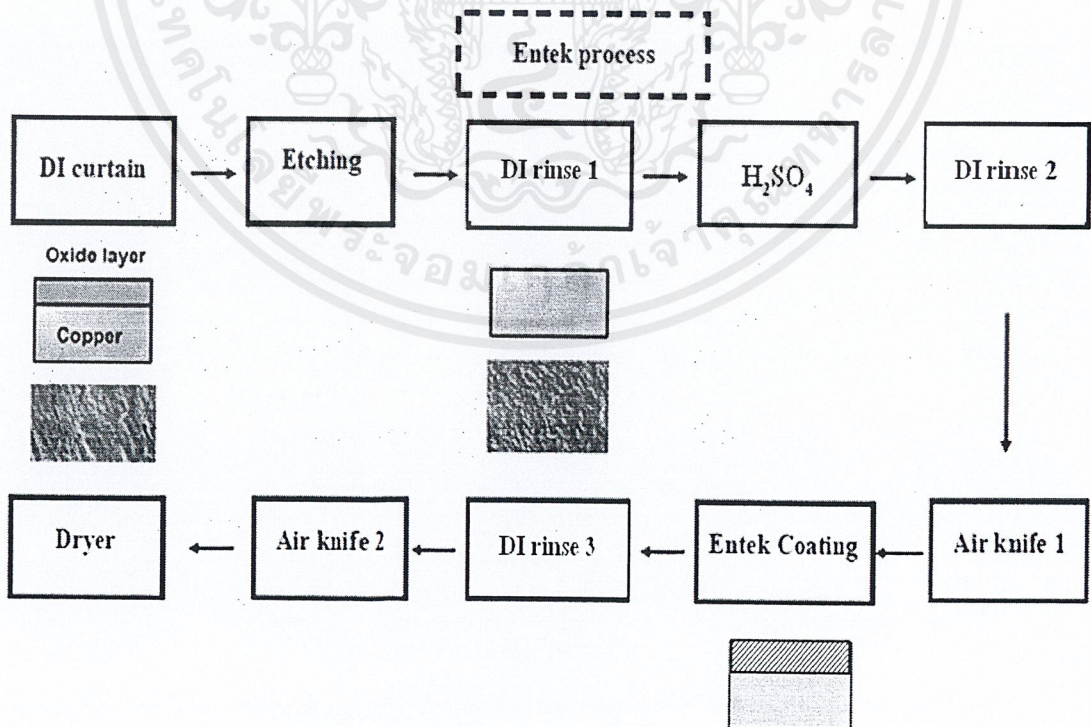 Entek process
DI curtain
Etching
DI rinse 1
H₂SO₄
DI rinse 2
Oxide layer
Copper
Dryer
Air knife 2
DI rinse 3
Entek Coating
Air knife 1